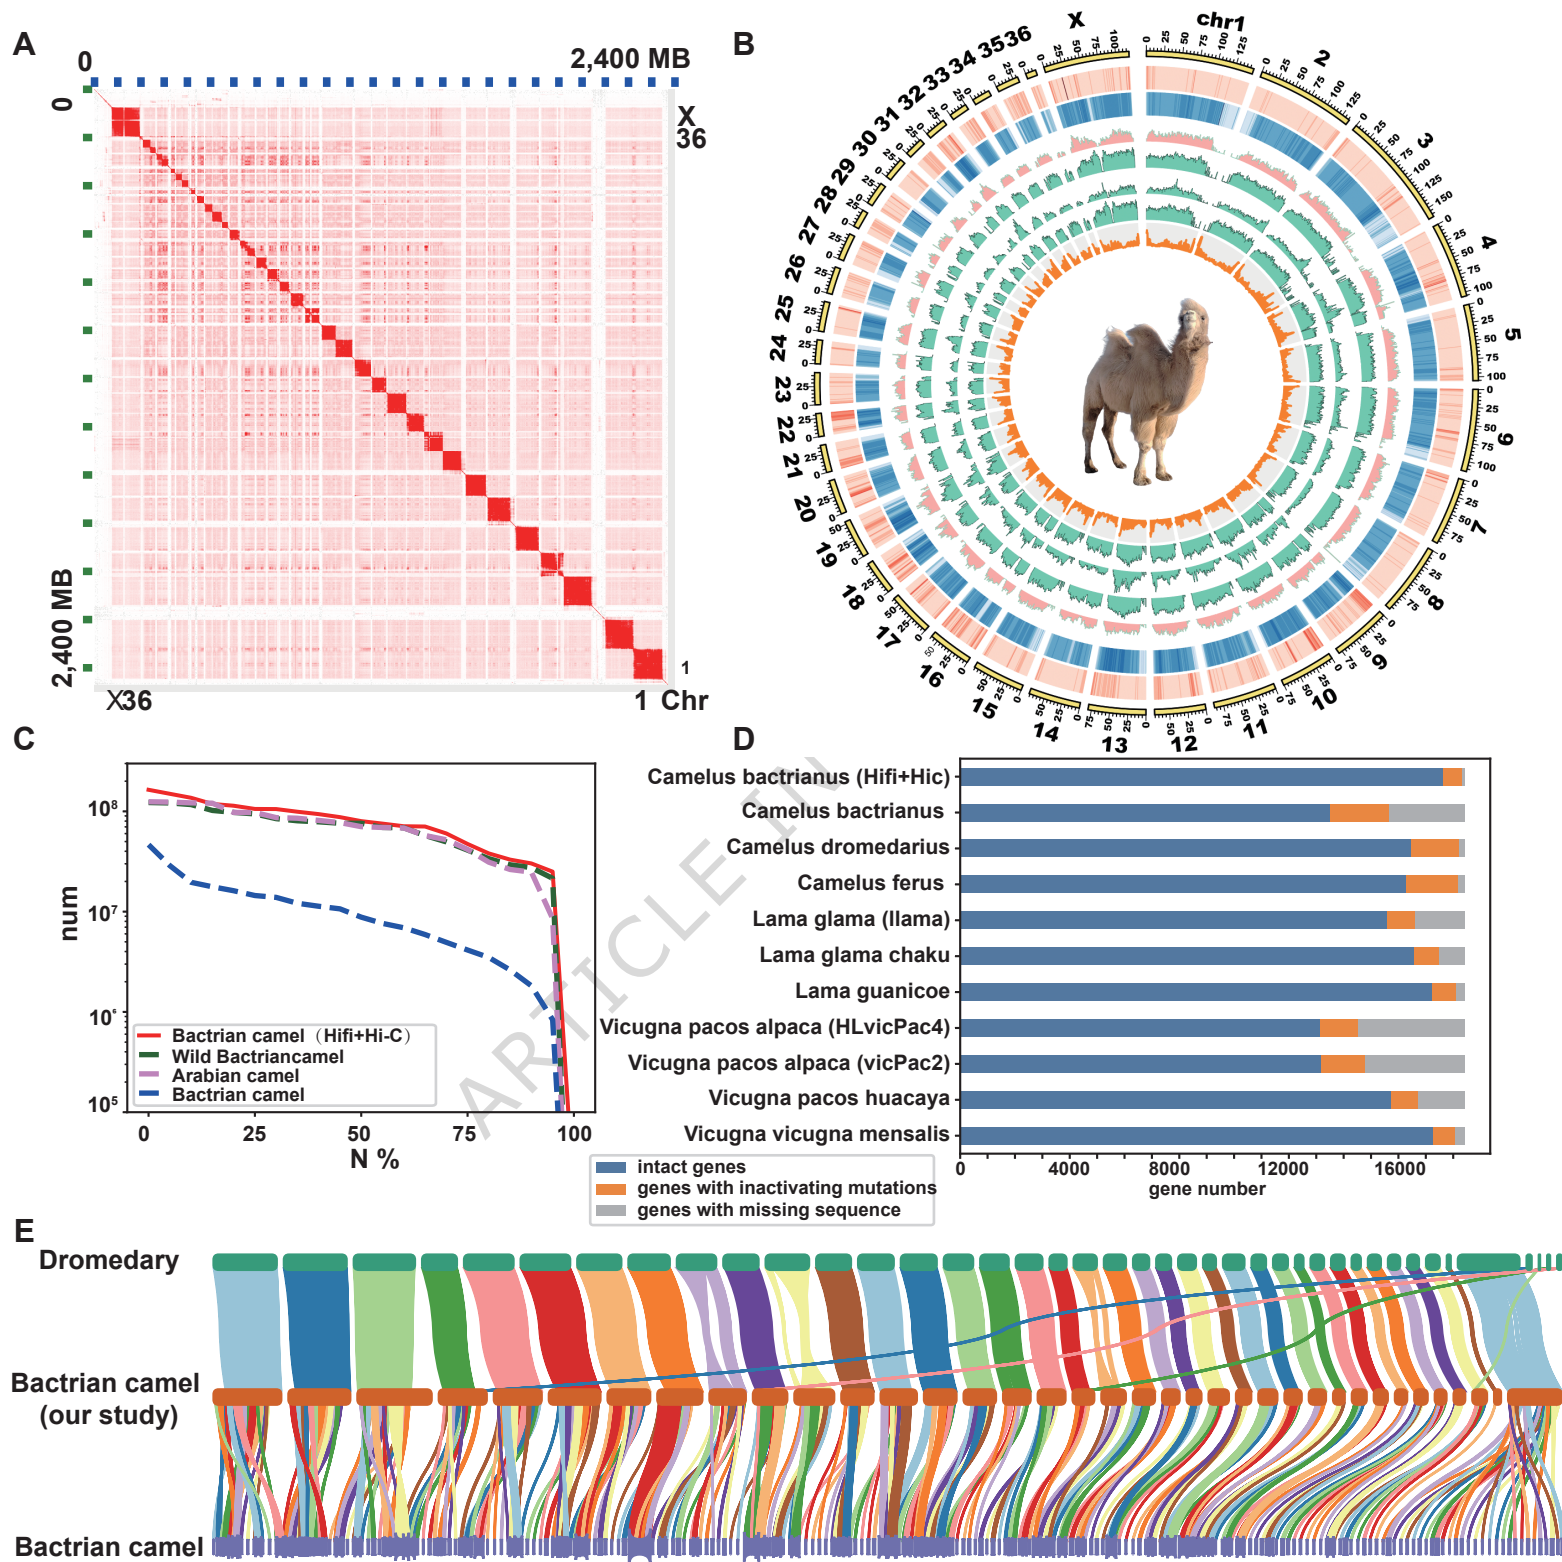 A
0
2,400 MB
0
X
36
2,400 MB
1
X36
1 Chr
B
chr1
2
3
4
5
6
7
8
9
10
11
12
13
14
15
16
17
18
19
20
21
22
23
24
25
26
27
28
29
30
31
32
33
34
35
36
X
C
10⁸
10⁷
10⁶
10⁵
num
0 25 50 75 100
N %
Bactrian camel（Hifi+Hi-C）
Wild Bactriancamel
Arabian camel
Bactrian camel
ARTICLE IN
D
Camelus bactrianus (Hifi+Hic)
Camelus bactrianus
Camelus dromedarius
Camelus ferus
Lama glama (llama)
Lama glama chaku
Lama guanicoe
Vicugna pacos alpaca (HLvicPac4)
Vicugna pacos alpaca (vicPac2)
Vicugna pacos huacaya
Vicugna vicugna mensalis
0 4000 8000 12000 16000
gene number
intact genes
genes with inactivating mutations
genes with missing sequence
E
Dromedary
Bactrian camel
(our study)
Bactrian camel